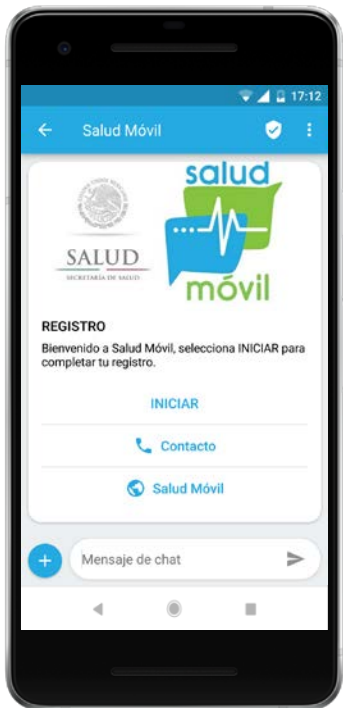 17:12
Salud Móvil
salud
móvil
SALUD
SECRETARÍA DE SALUD
REGISTRO
Bienvenido a Salud Móvil, selecciona INICIAR para
completar tu registro.
INICIAR
Contacto
Salud Móvil
Mensaje de chat